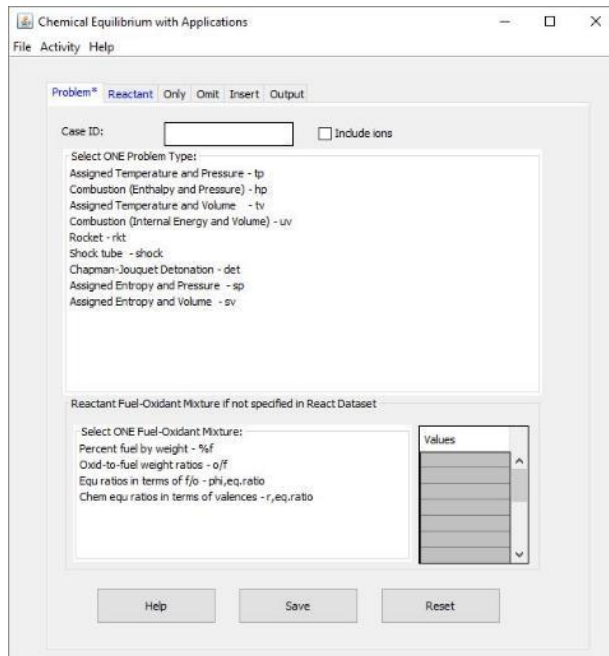 Chemical Equilibrium with Applications
File Activity Help
Problem* Reactant Only Omit Insert Output
Case ID: Include ions
Select ONE Problem Type:
Assigned Temperature and Pressure - tp
Combustion (Enthalpy and Pressure) - hp
Assigned Temperature and Volume - tv
Combustion (Internal Energy and Volume) - uv
Rocket - rkt
Shock tube - shock
Chapman-Jouquet Detonation - det
Assigned Entropy and Pressure - sp
Assigned Entropy and Volume - sv
Reactant Fuel-Oxidant Mixture if not specified in React Dataset
Select ONE Fuel-Oxidant Mixture:
Percent fuel by weight - %f
Oxid-to-fuel weight ratios - o/f
Equ ratios in terms of f/o - phi,eq.ratio
Chem equ ratios in terms of valences - r,eq.ratio
Values
Help Save Reset